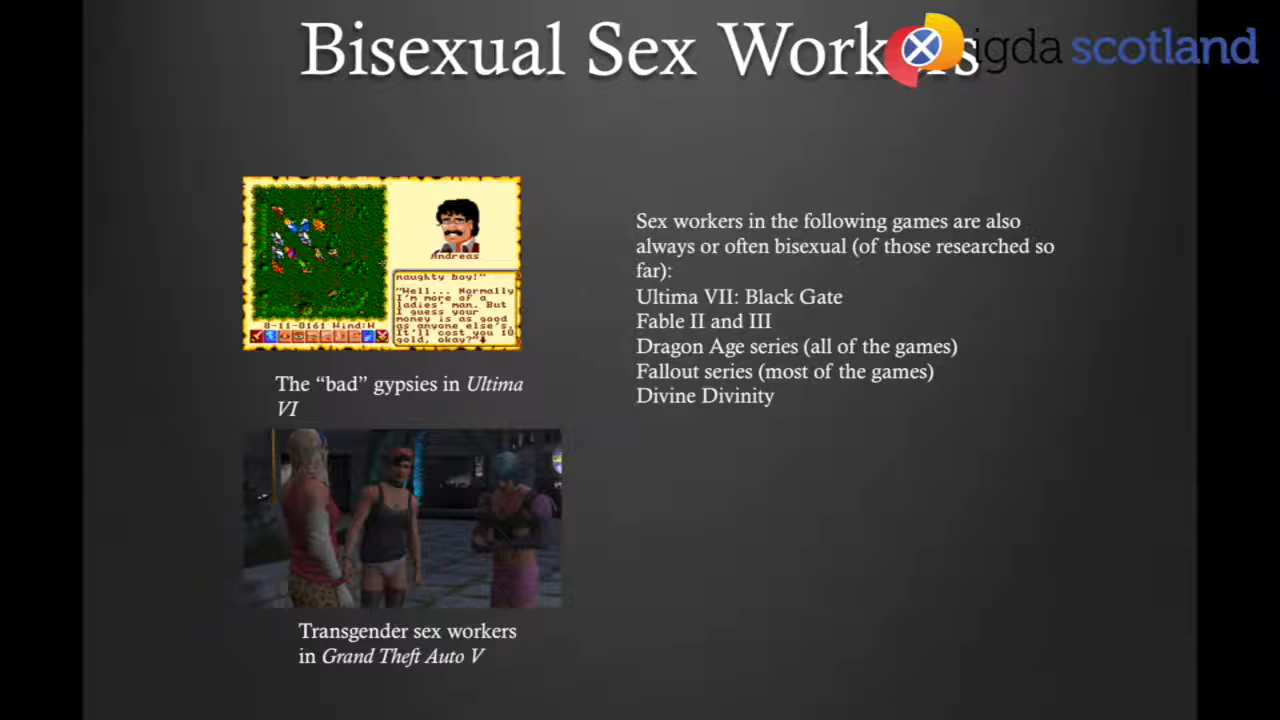 Bisexual Sex Workers
igda scotland
Andreas
naughty boy!"
"Well... Normally
I'm more of a
ladies' man. But
I guess your
money is as good
as anyone else's.
It'll cost you 10
gold, okay?"
8-11-0161 Wind:W
The “bad” gypsies in Ultima
VI
Transgender sex workers
in Grand Theft Auto V
Sex workers in the following games are also
always or often bisexual (of those researched so
far):
Ultima VII: Black Gate
Fable II and III
Dragon Age series (all of the games)
Fallout series (most of the games)
Divine Divinity